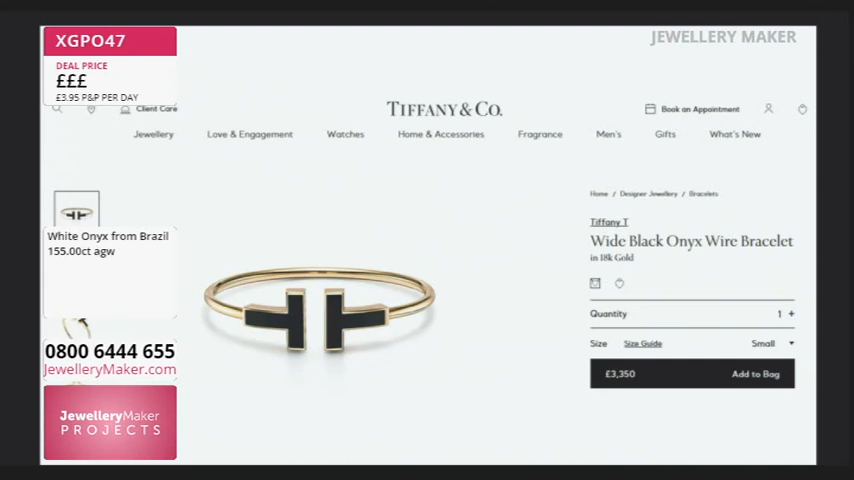 XGPO47
DEAL PRICE
£££
£3.95 P&P PER DAY
JEWELLERY MAKER
Client Care
TIFFANY & CO.
Book an Appointment
Jewellery
Love & Engagement
Watches
Home & Accessories
Fragrance
Men's
Gifts
What's New
Home / Designer Jewellery / Bracelets
Tiffany T
Wide Black Onyx Wire Bracelet
in 18k Gold
Quantity 1 +
Size Size Guide Small
£3,350 Add to Bag
White Onyx from Brazil
155.00ct agw
0800 6444 655
JewelleryMaker.com
JewelleryMaker
PROJECTS